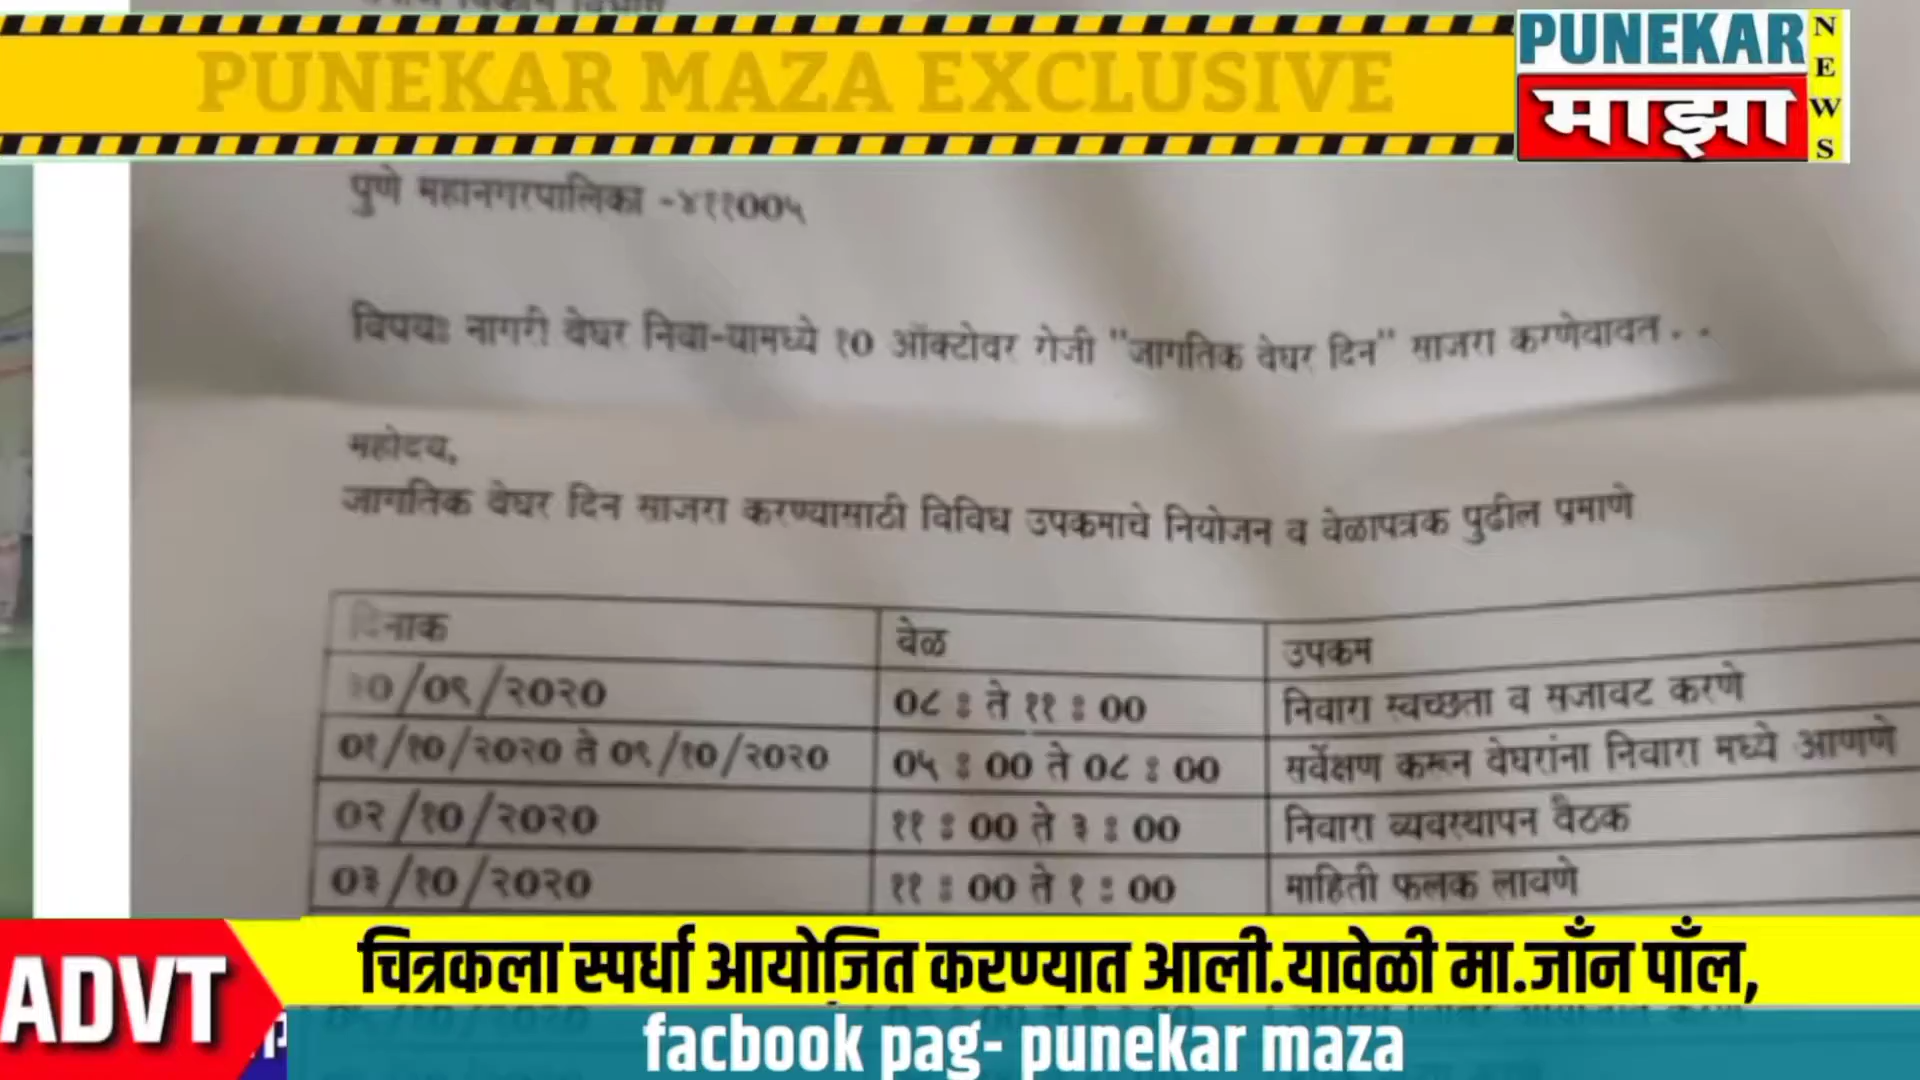 PUNEKAR MAZA EXCLUSIVE
PUNEKAR
माझा
NEWS
पुणे महानगरपालिका -४११००५
विषयः नागरी बेघर निवा-यामध्ये १० ऑक्टोबर रोजी "जागतिक बेघर दिन" साजरा करणेबाबत . .
महोदय,
जागतिक बेघर दिन साजरा करण्यासाठी विविध उपकमाचे नियोजन व वेळापत्रक पुढील प्रमाणे
दिनाक वेळ उपकम
३०/०९/२०२० ०८ : ते ११ : ०० निवारा स्वच्छता व सजावट करणे
०१/१०/२०२० ते ०९/१०/२०२० ०५ : ०० ते ०८ : ०० सर्वेक्षण करून बेघरांना निवारा मध्ये आणणे
०२/१०/२०२० ११ : ०० ते ३ : ०० निवारा व्यवस्थापन बैठक
०३/१०/२०२० ११ : ०० ते १ : ०० माहिती फलक लावणे
ADVT
चित्रकला स्पर्धा आयोजित करण्यात आली.यावेळी मा.जाँन पाँल,
facbook pag- punekar maza